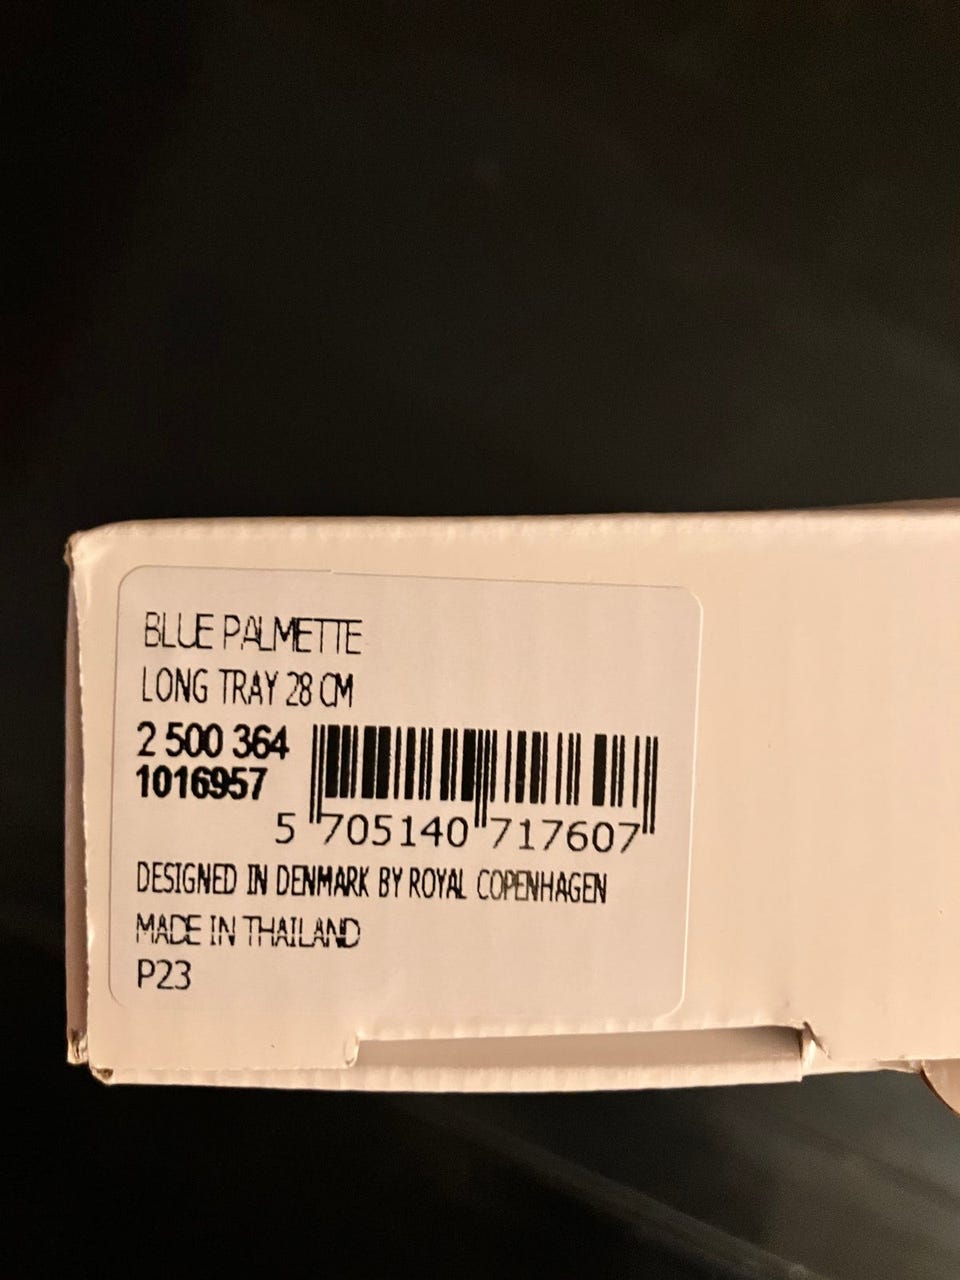 BLUE PALMETTE
LONG TRAY 28 CM
2 500 364
1016957
5 705140 717607
DESIGNED IN DENMARK BY ROYAL COPENHAGEN
MADE IN THAILAND
P23